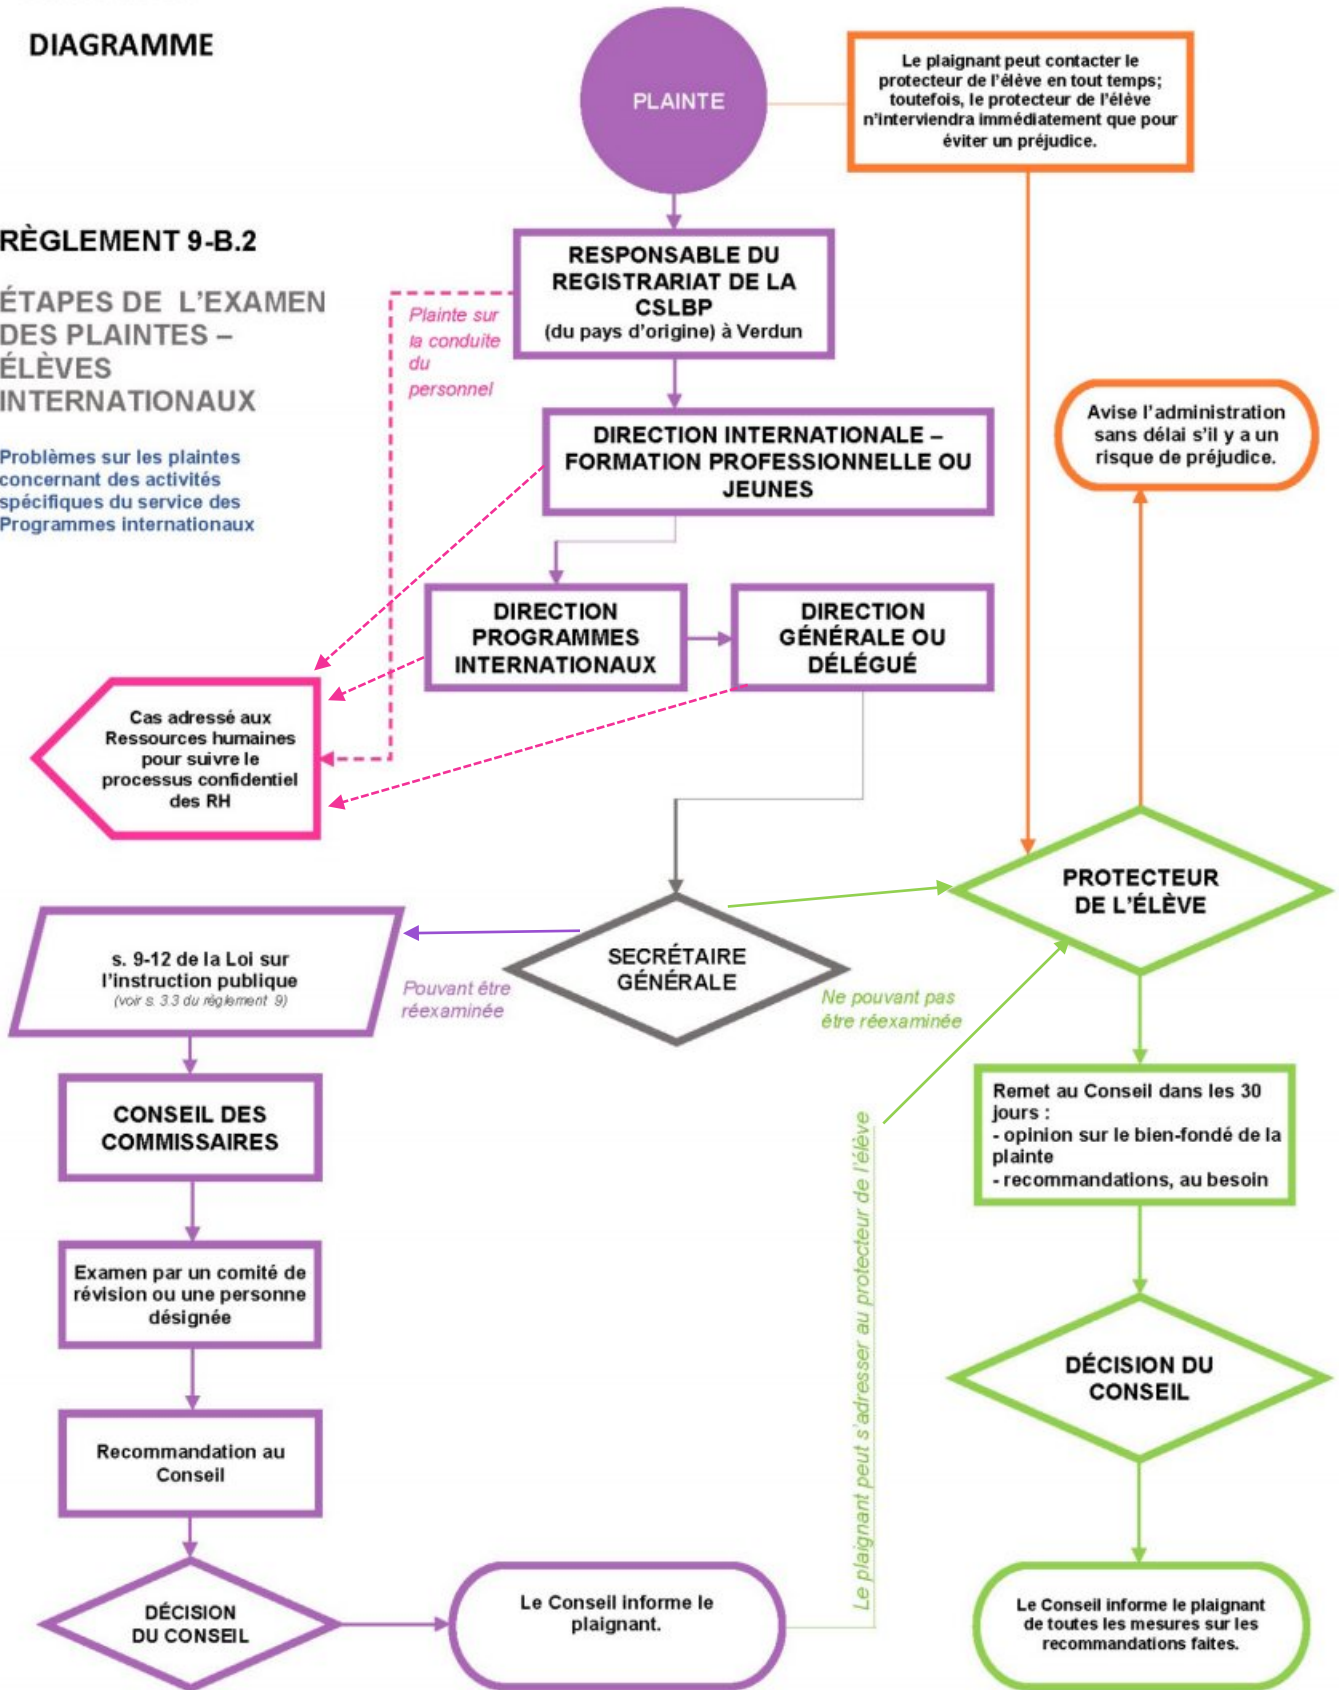 DIAGRAMME
PLAINTE
Le plaignant peut contacter le
protecteur de l'élève en tout temps;
toutefois, le protecteur de l'élève
n'interviendra immédiatement que pour
éviter un préjudice.
RÈGLEMENT 9-B.2
ÉTAPES DE L'EXAMEN
DES PLAINTES –
ÉLÈVES
INTERNATIONAUX
Problèmes sur les plaintes
concernant des activités
spécifiques du service des
Programmes internationaux
RESPONSABLE DU
REGISTRARIAT DE LA
CSLBP
(du pays d'origine) à Verdun
Plainte sur
la conduite
du
personnel
DIRECTION INTERNATIONALE –
FORMATION PROFESSIONNELLE OU
JEUNES
Avise l'administration
sans délai s'il y a un
risque de préjudice.
DIRECTION
PROGRAMMES
INTERNATIONAUX
DIRECTION
GÉNÉRALE OU
DÉLÉGUÉ
Cas adressé aux
Ressources humaines
pour suivre le
processus confidentiel
des RH
PROTECTEUR
DE L'ÉLÈVE
SECRÉTAIRE
GÉNÉRALE
s. 9-12 de la Loi sur
l'instruction publique
(voir s. 3.3 du règlement 9)
Pouvant être
réexaminée
Ne pouvant pas
être réexaminée
CONSEIL DES
COMMISSAIRES
Remet au Conseil dans les 30
jours :
- opinion sur le bien-fondé de la
plainte
- recommandations, au besoin
Examen par un comité de
révision ou une personne
désignée
Le plaignant peut s'adresser au protecteur de l'élève
DÉCISION DU
CONSEIL
Recommandation au
Conseil
DÉCISION
DU CONSEIL
Le Conseil informe le
plaignant.
Le Conseil informe le plaignant
de toutes les mesures sur les
recommandations faites.